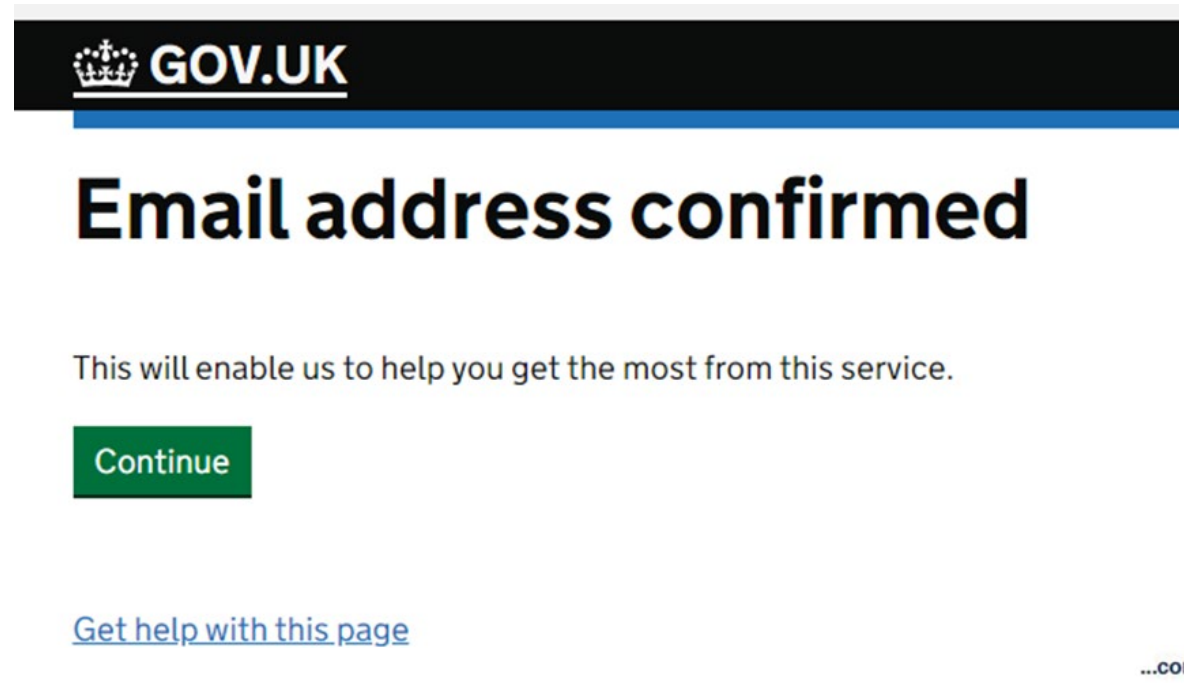 GOV.UK
Email address confirmed
This will enable us to help you get the most from this service.
Continue
Get help with this page